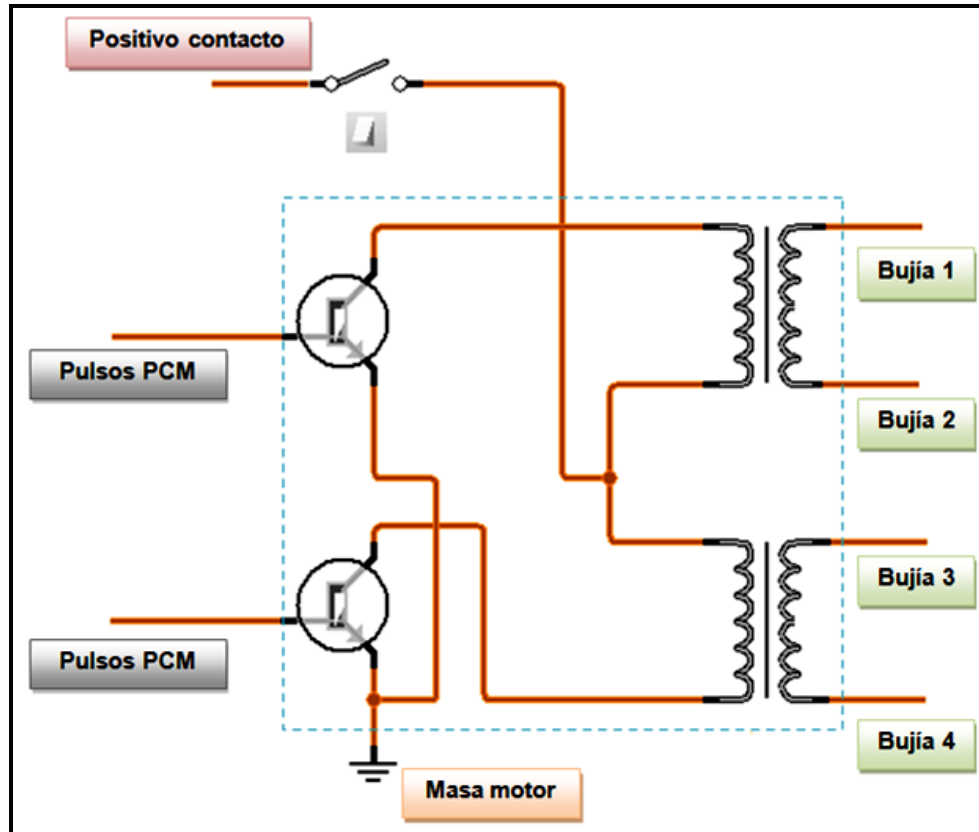 Positivo contacto
Bujía 1
Pulsos PCM
Bujía 2
Bujía 3
Pulsos PCM
Bujía 4
Masa motor